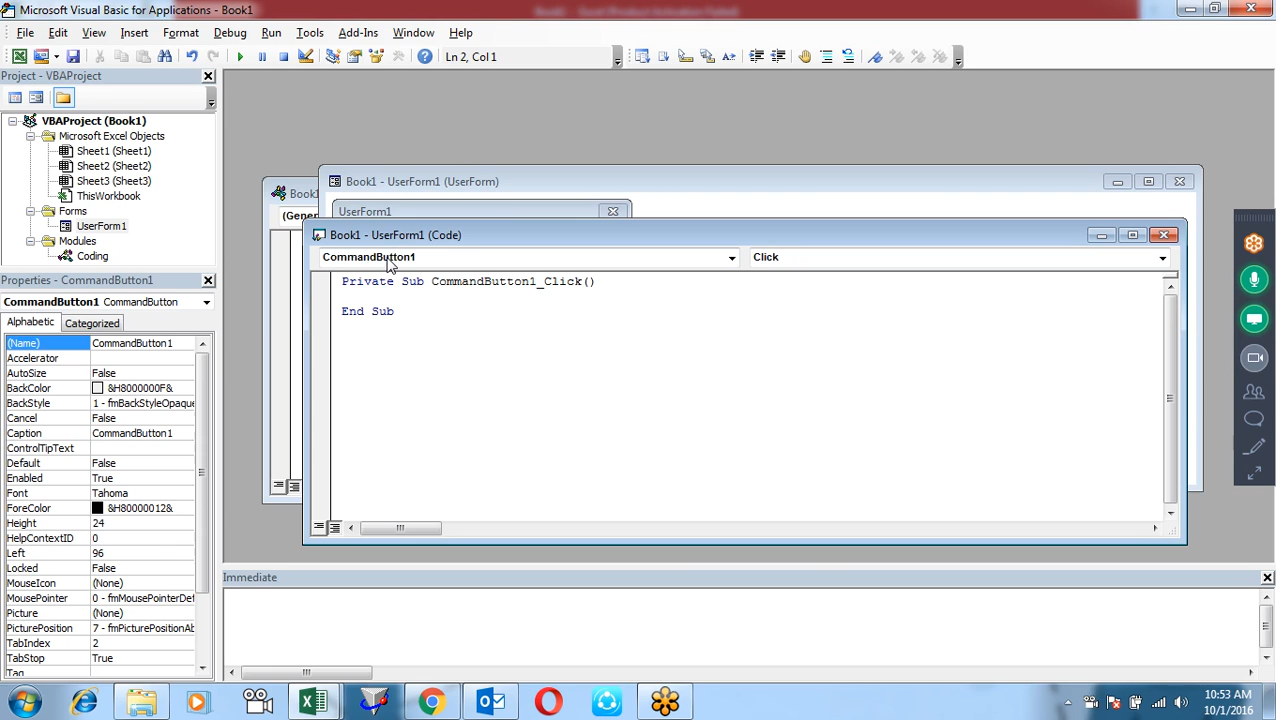 Microsoft Visual Basic for Applications - Book1
File Edit View Insert Format Debug Run Tools Add-Ins Window Help
Ln 2, Col 1
Project - VBAProject
VBAProject (Book1)
Microsoft Excel Objects
Sheet1 (Sheet1)
Sheet2 (Sheet2)
Sheet3 (Sheet3)
ThisWorkbook
Forms
UserForm1
Modules
Coding
Properties - CommandButton1
CommandButton1 CommandButton
Alphabetic Categorized
(Name) CommandButton1
Accelerator
AutoSize False
BackColor &H8000000F&
BackStyle 1 - fmBackStyleOpaque
Cancel False
Caption CommandButton1
ControlTipText
Default False
Enabled True
Font Tahoma
ForeColor &H80000012&
Height 24
HelpContextID 0
Left 96
Locked False
MouseIcon (None)
MousePointer 0 - fmMousePointerDef
Picture (None)
PicturePosition 7 - fmPicturePositionAb
TabIndex 2
TabStop True
Tag
Book1
(Gener
Book1 - UserForm1 (UserForm)
UserForm1
Book1 - UserForm1 (Code)
CommandButton1 Click
Private Sub CommandButton1_Click()
End Sub
Immediate
10:53 AM
10/1/2016